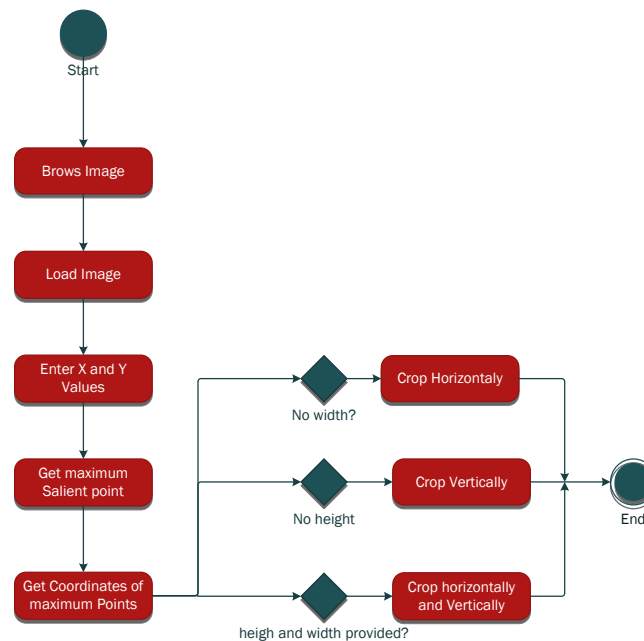 Start
Brows Image
Load Image
Enter X and Y
Values
Get maximum
Salient point
Get Coordinates of
maximum Points
No width?
Crop Horizontaly
No height
Crop Vertically
heigh and width provided?
Crop horizontally
and Vertically
End